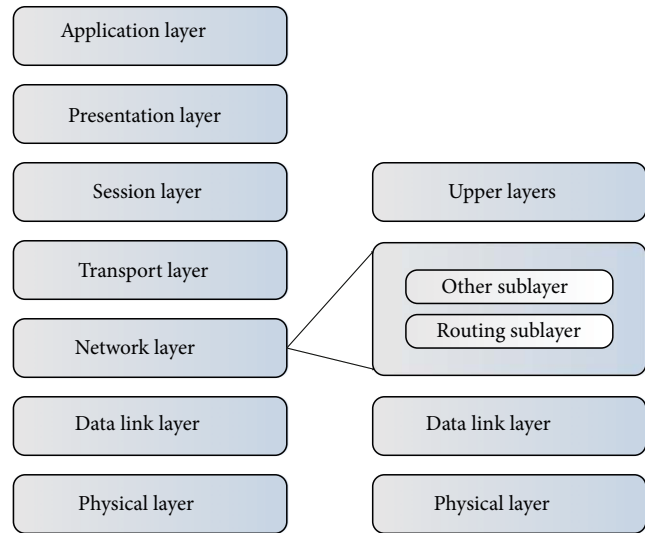 Application layer
Presentation layer
Session layer
Transport layer
Network layer
Data link layer
Physical layer
Upper layers
Other sublayer
Routing sublayer
Data link layer
Physical layer